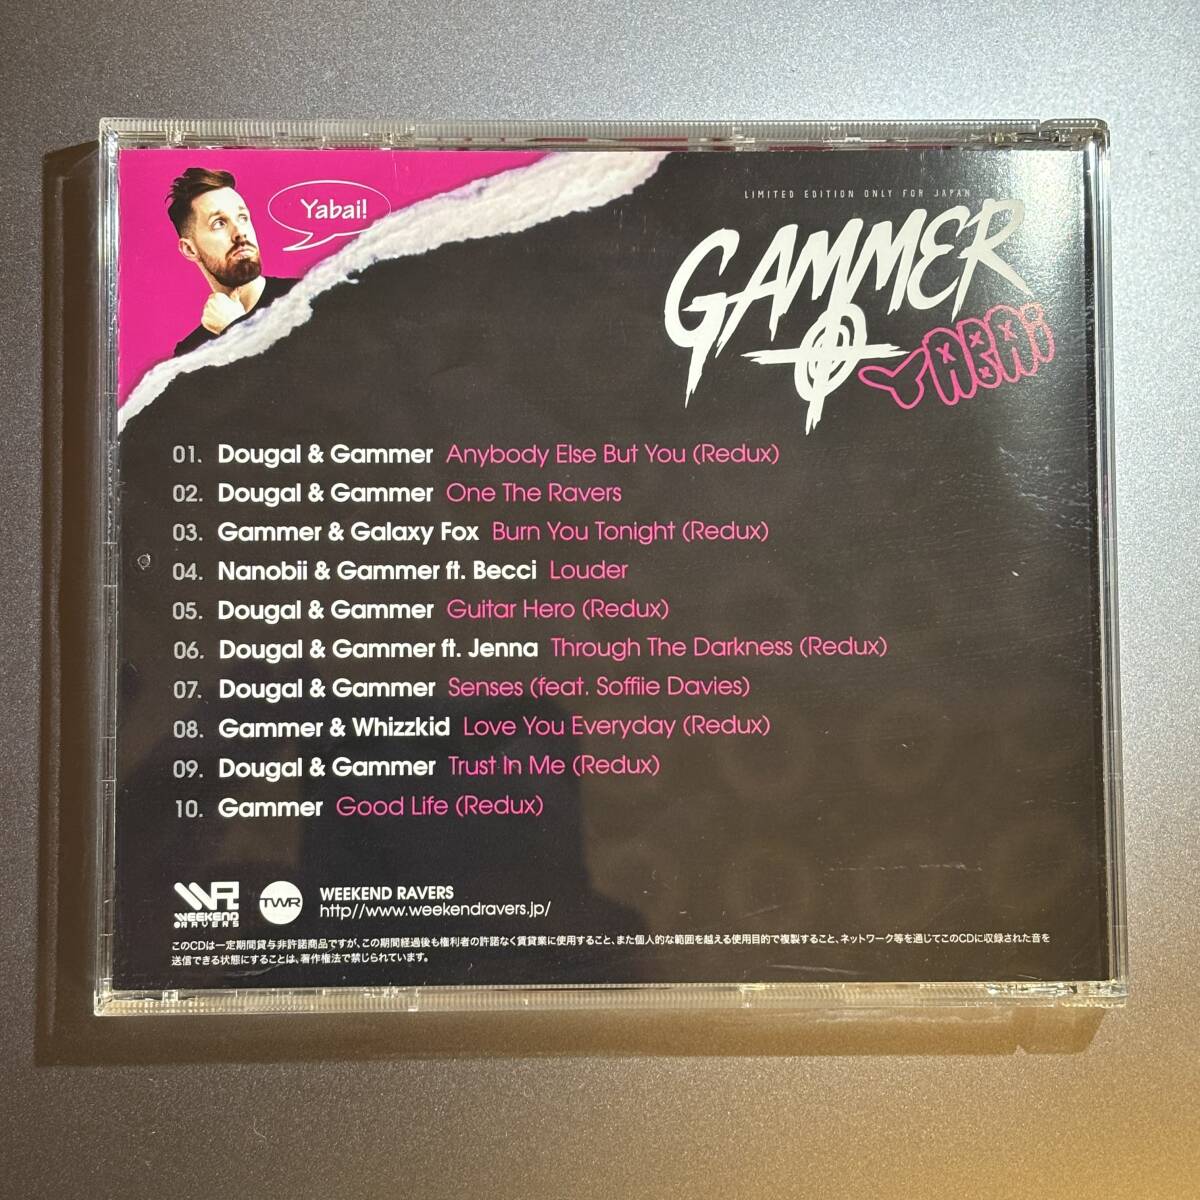 Yabai!
LIMITED EDITION ONLY FOR JAPAN
GAMMER
YABAi
01. Dougal & Gammer Anybody Else But You (Redux)
02. Dougal & Gammer One The Ravers
03. Gammer & Galaxy Fox Burn You Tonight (Redux)
04. Nanobii & Gammer ft. Becci Louder
05. Dougal & Gammer Guitar Hero (Redux)
06. Dougal & Gammer ft. Jenna Through The Darkness (Redux)
07. Dougal & Gammer Senses (feat. Soffiie Davies)
08. Gammer & Whizzkid Love You Everyday (Redux)
09. Dougal & Gammer Trust In Me (Redux)
10. Gammer Good Life (Redux)
WR
WEEKEND
RAVERS
TWR
WEEKEND RAVERS
http//www.weekendravers.jp/
このCDは一定期間貸与非許諾商品ですが、この期間経過後も権利者の許諾なく賃貸業に使用すること、また個人的な範囲を越える使用目的で複製すること、ネットワーク等を通じてこのCDに収録された音を
送信できる状態にすることは、著作権法で禁じられています。